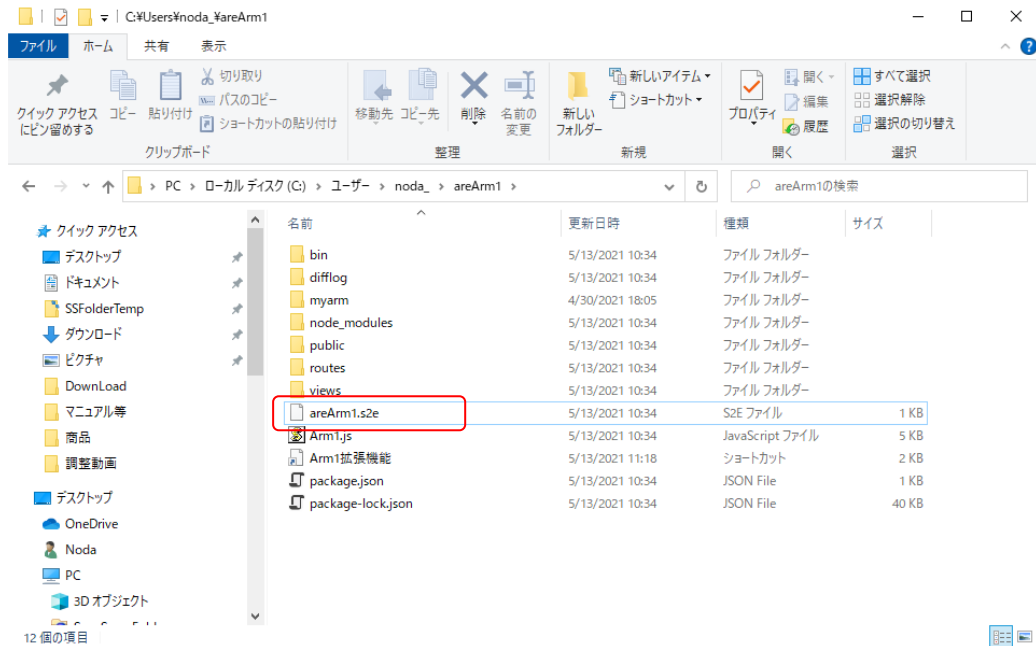 C:¥Users¥noda_¥areArm1
ファイル ホーム 共有 表示
クイック アクセス
にピン留めする
コピー
貼り付け
切り取り
パスのコピー
ショートカットの貼り付け
クリップボード
移動先
コピー先
削除
名前の
変更
整理
新しい
フォルダー
新しいアイテム
ショートカット
新規
プロパティ
開く
編集
履歴
開く
すべて選択
選択解除
選択の切り替え
選択
PC ローカル ディスク (C:) ユーザー noda_ areArm1
areArm1の検索
クイック アクセス
デスクトップ
ドキュメント
SSFolderTemp
ダウンロード
ピクチャ
DownLoad
マニュアル等
商品
調整動画
デスクトップ
OneDrive
Noda
PC
3D オブジェクト
名前 更新日時 種類 サイズ
bin 5/13/2021 10:34 ファイル フォルダー
difflog 5/13/2021 10:34 ファイル フォルダー
myarm 4/30/2021 18:05 ファイル フォルダー
node_modules 5/13/2021 10:34 ファイル フォルダー
public 5/13/2021 10:34 ファイル フォルダー
routes 5/13/2021 10:34 ファイル フォルダー
views 5/13/2021 10:34 ファイル フォルダー
areArm1.s2e 5/13/2021 10:34 S2E ファイル 1 KB
Arm1.js 5/13/2021 10:34 JavaScript ファイル 5 KB
Arm1拡張機能 5/13/2021 11:18 ショートカット 2 KB
package.json 5/13/2021 10:34 JSON File 1 KB
package-lock.json 5/13/2021 10:34 JSON File 40 KB
12 個の項目